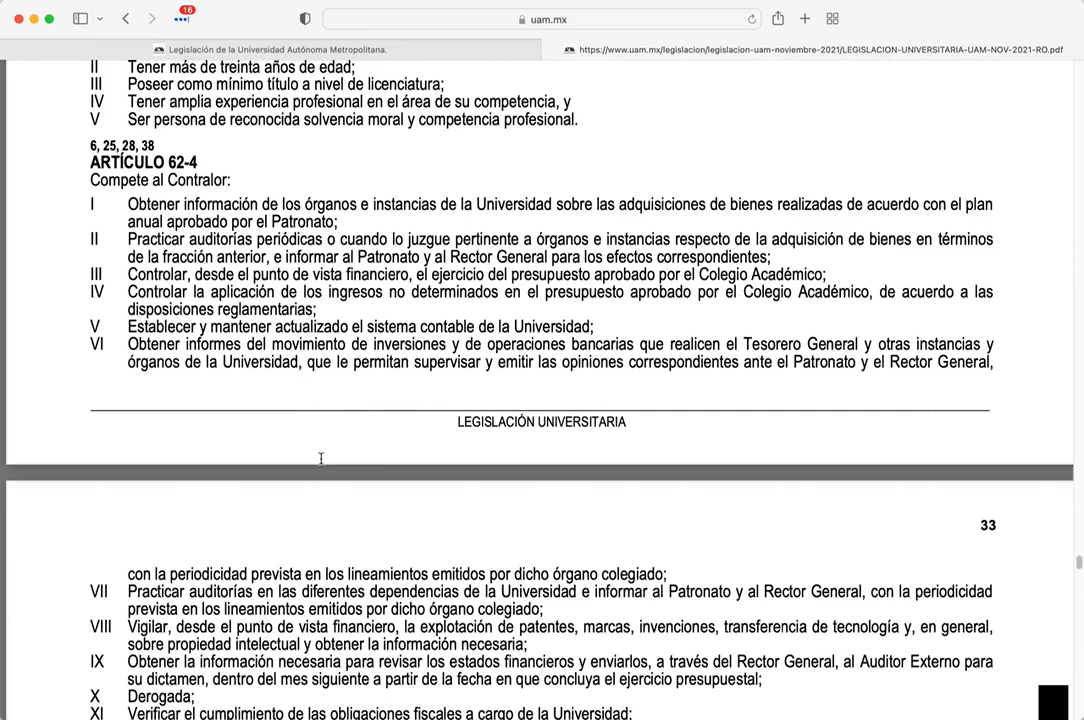 16
uam.mx
Legislación de la Universidad Autónoma Metropolitana.
https://www.uam.mx/legislacion/legislacion-uam-noviembre-2021/LEGISLACION-UNIVERSITARIA-UAM-NOV-2021-RO.pdf
II Tener más de treinta años de edad;
III Poseer como mínimo título a nivel de licenciatura;
IV Tener amplia experiencia profesional en el área de su competencia, y
V Ser persona de reconocida solvencia moral y competencia profesional.
6, 25, 28, 38
ARTÍCULO 62-4
Compete al Contralor:
I Obtener información de los órganos e instancias de la Universidad sobre las adquisiciones de bienes realizadas de acuerdo con el plan
anual aprobado por el Patronato;
II Practicar auditorías periódicas o cuando lo juzgue pertinente a órganos e instancias respecto de la adquisición de bienes en términos
de la fracción anterior, e informar al Patronato y al Rector General para los efectos correspondientes;
III Controlar, desde el punto de vista financiero, el ejercicio del presupuesto aprobado por el Colegio Académico;
IV Controlar la aplicación de los ingresos no determinados en el presupuesto aprobado por el Colegio Académico, de acuerdo a las
disposiciones reglamentarias;
V Establecer y mantener actualizado el sistema contable de la Universidad;
VI Obtener informes del movimiento de inversiones y de operaciones bancarias que realicen el Tesorero General y otras instancias y
órganos de la Universidad, que le permitan supervisar y emitir las opiniones correspondientes ante el Patronato y el Rector General,
LEGISLACIÓN UNIVERSITARIA
33
con la periodicidad prevista en los lineamientos emitidos por dicho órgano colegiado;
VII Practicar auditorías en las diferentes dependencias de la Universidad e informar al Patronato y al Rector General, con la periodicidad
prevista en los lineamientos emitidos por dicho órgano colegiado;
VIII Vigilar, desde el punto de vista financiero, la explotación de patentes, marcas, invenciones, transferencia de tecnología y, en general,
sobre propiedad intelectual y obtener la información necesaria;
IX Obtener la información necesaria para revisar los estados financieros y enviarlos, a través del Rector General, al Auditor Externo para
su dictamen, dentro del mes siguiente a partir de la fecha en que concluya el ejercicio presupuestal;
X Derogada;
XI Verificar el cumplimiento de las obligaciones fiscales a cargo de la Universidad;